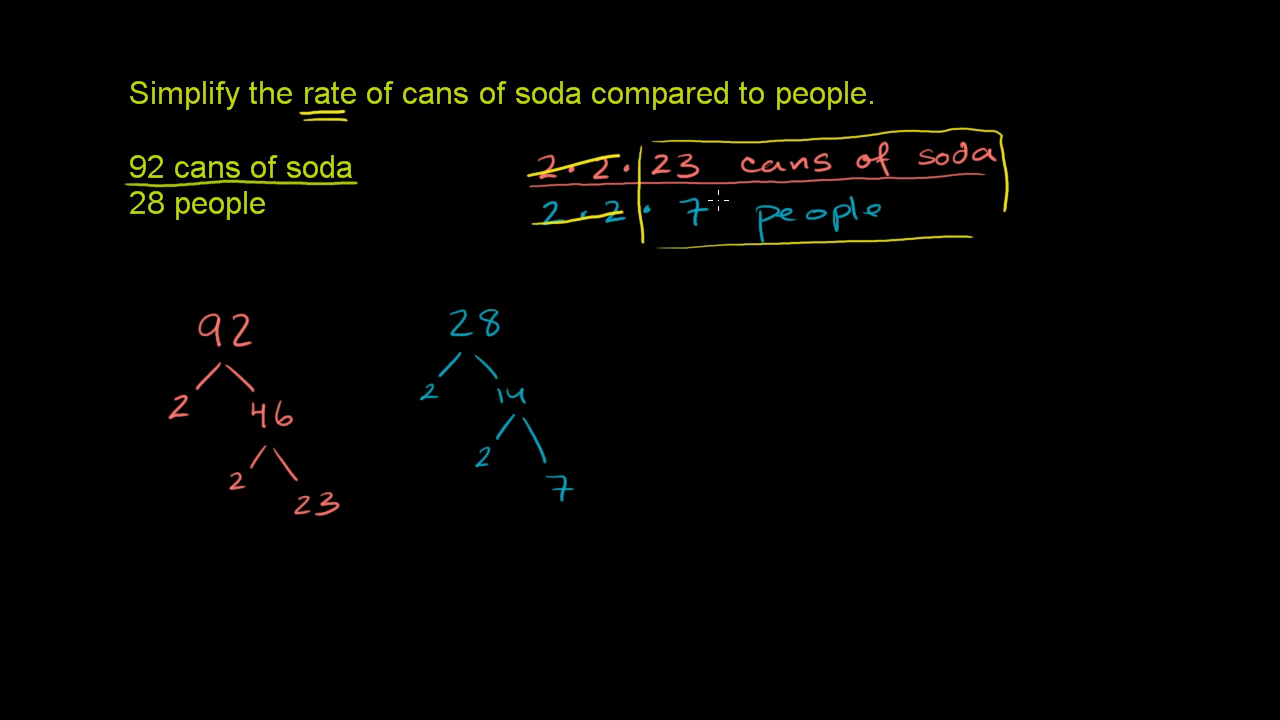 Simplify the rate of cans of soda compared to people.
92 cans of soda
28 people
2 · 2 · 23 cans of soda
2 · 2 · 7 people
92
2 46
2 23
28
2 14
2 7